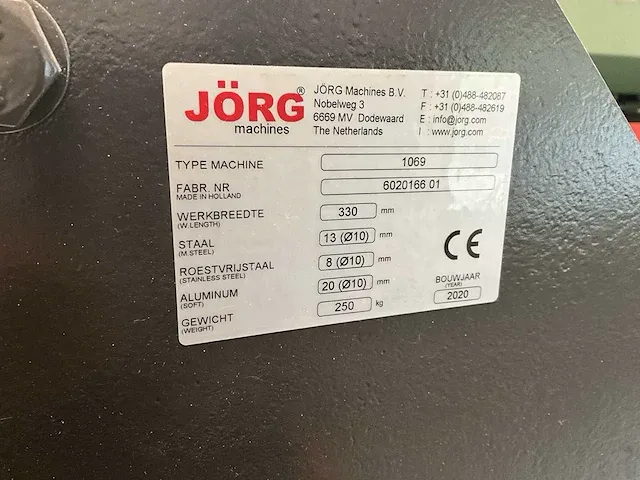 JÖRG®
machines
JÖRG Machines B.V.
Nobelweg 3
6669 MV Dodewaard
The Netherlands
T : +31 (0)488-482087
F : +31 (0)488-482619
E : info@jorg.com
I : www.jorg.com
TYPE MACHINE 1069
FABR. NR 6020166 01
MADE IN HOLLAND
WERKBREEDTE 330 mm
(W.LENGTH)
STAAL 13 (Ø10) mm
(M.STEEL)
ROESTVRIJSTAAL 8 (Ø10) mm
(STAINLESS STEEL)
ALUMINUM 20 (Ø10) mm
(SOFT)
GEWICHT 250 kg
(WEIGHT)
CE
BOUWJAAR
(YEAR)
2020